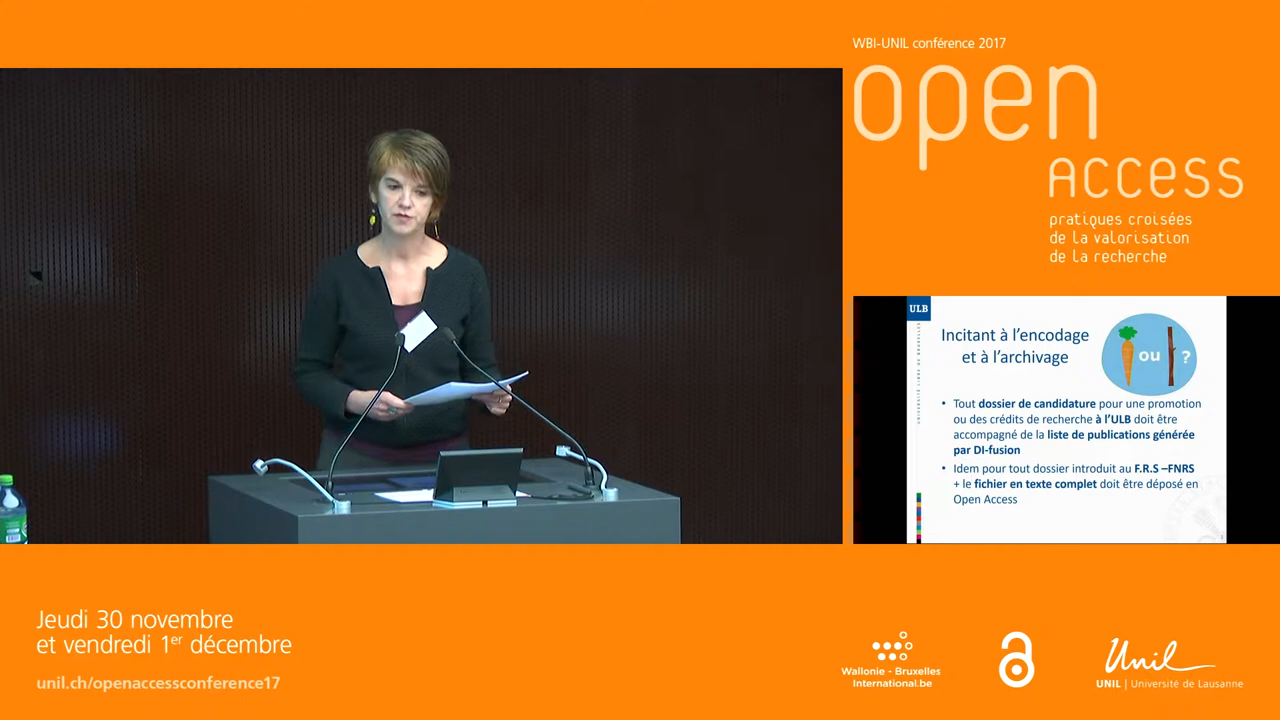 WBI-UNIL conférence 2017
open
access
pratiques croisées
de la valorisation
de la recherche
ULB
UNIVERSITÉ LIBRE DE BRUXELLES
Incitant à l'encodage
et à l'archivage
ou ?
• Tout dossier de candidature pour une promotion
ou des crédits de recherche à l'ULB doit être
accompagné de la liste de publications générée
par DI-fusion
• Idem pour tout dossier introduit au F.R.S –FNRS
+ le fichier en texte complet doit être déposé en
Open Access
Jeudi 30 novembre
et vendredi 1er décembre
unil.ch/openaccessconference17
Wallonie - Bruxelles
International.be
Unil
UNIL | Université de Lausanne